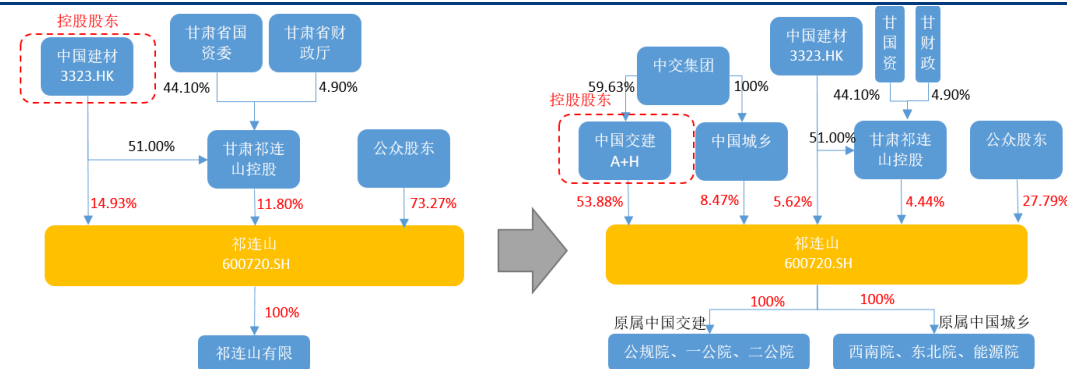 控股股东
中国建材
3323.HK
甘肃省国
资委
甘肃省财
政厅
44.10%
4.90%
51.00%
甘肃祁连
山控股
公众股东
14.93%
11.80%
73.27%
祁连山
600720.SH
100%
祁连山有限
中交集团
59.63%
100%
控股股东
中国交建
A+H
中国城乡
中国建材
3323.HK
甘
国
资
甘
财
政
44.10%
4.90%
51.00%
甘肃祁连
山控股
公众股东
53.88%
8.47%
5.62%
4.44%
27.79%
祁连山
600720.SH
100%
100%
原属中国交建
原属中国城乡
公规院、一公院、二公院
西南院、东北院、能源院